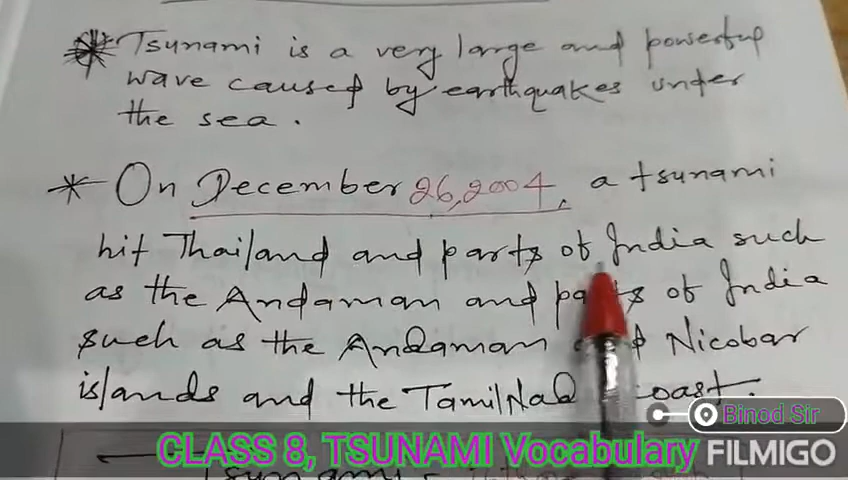 * Tsunami is a very large and powerful
wave caused by earthquakes under
the sea.
* On December 26, 2004, a tsunami
hit Thailand and parts of India such
as the Andaman and parts of India
such as the Andaman Nicobar
islands and the TamilNad coast.
Binod Sir
CLASS 8, TSUNAMI Vocabulary FILMIGO
Tsunami -